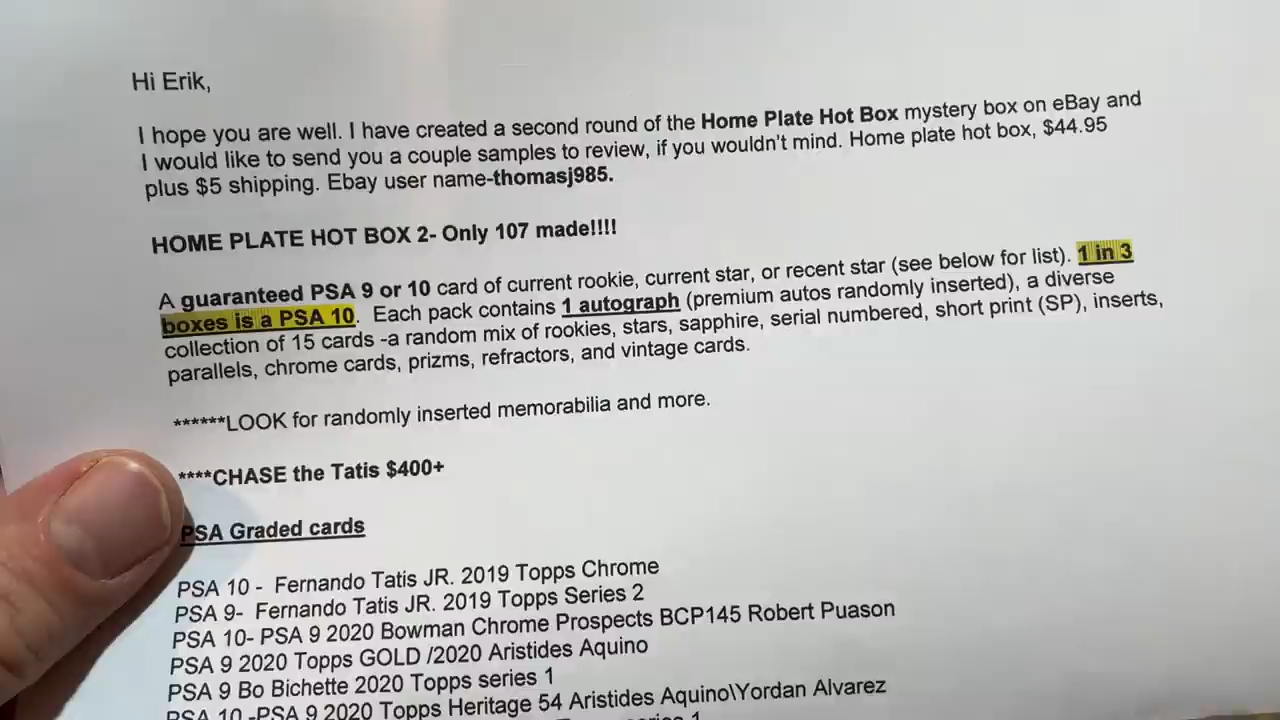 Hi Erik,
I hope you are well. I have created a second round of the Home Plate Hot Box mystery box on eBay and
I would like to send you a couple samples to review, if you wouldn't mind. Home plate hot box, $44.95
plus $5 shipping. Ebay user name-thomasj985.
HOME PLATE HOT BOX 2- Only 107 made!!!!
A guaranteed PSA 9 or 10 card of current rookie, current star, or recent star (see below for list). 1 in 3
boxes is a PSA 10. Each pack contains 1 autograph (premium autos randomly inserted), a diverse
collection of 15 cards -a random mix of rookies, stars, sapphire, serial numbered, short print (SP), inserts,
parallels, chrome cards, prizms, refractors, and vintage cards.
******LOOK for randomly inserted memorabilia and more.
****CHASE the Tatis $400+
PSA Graded cards
PSA 10 - Fernando Tatis JR. 2019 Topps Chrome
PSA 9- Fernando Tatis JR. 2019 Topps Series 2
PSA 10- PSA 9 2020 Bowman Chrome Prospects BCP145 Robert Puason
PSA 9 2020 Topps GOLD /2020 Aristides Aquino
PSA 9 Bo Bichette 2020 Topps series 1
PSA 10 -PSA 9 2020 Topps Heritage 54 Aristides Aquino\Yordan Alvarez